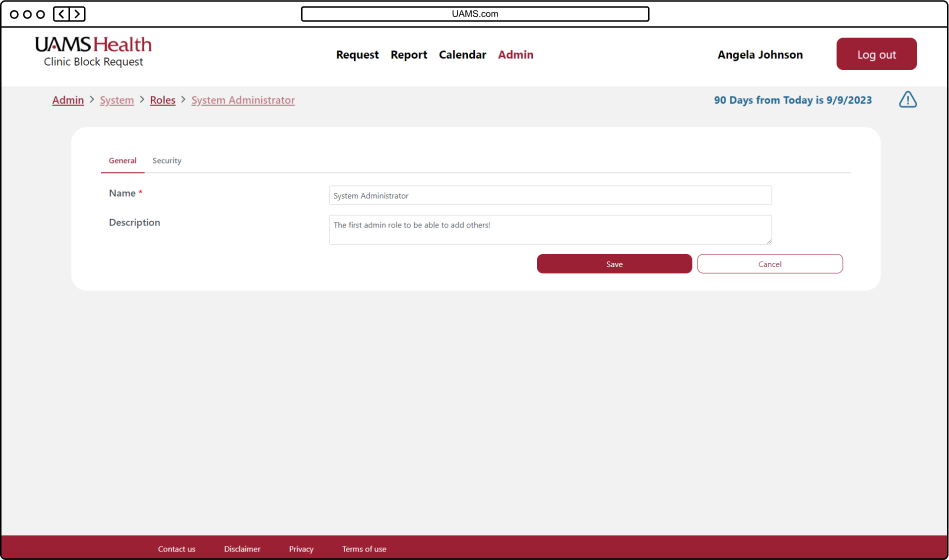 UAMS.com
UAMS Health
Clinic Block Request
Request Report Calendar Admin
Angela Johnson
Log out
Admin > System > Roles > System Administrator
90 Days from Today is 9/9/2023
General Security
Name * System Administrator
Description The first admin role to be able to add others!
Save Cancel
Contact us Disclaimer Privacy Terms of use